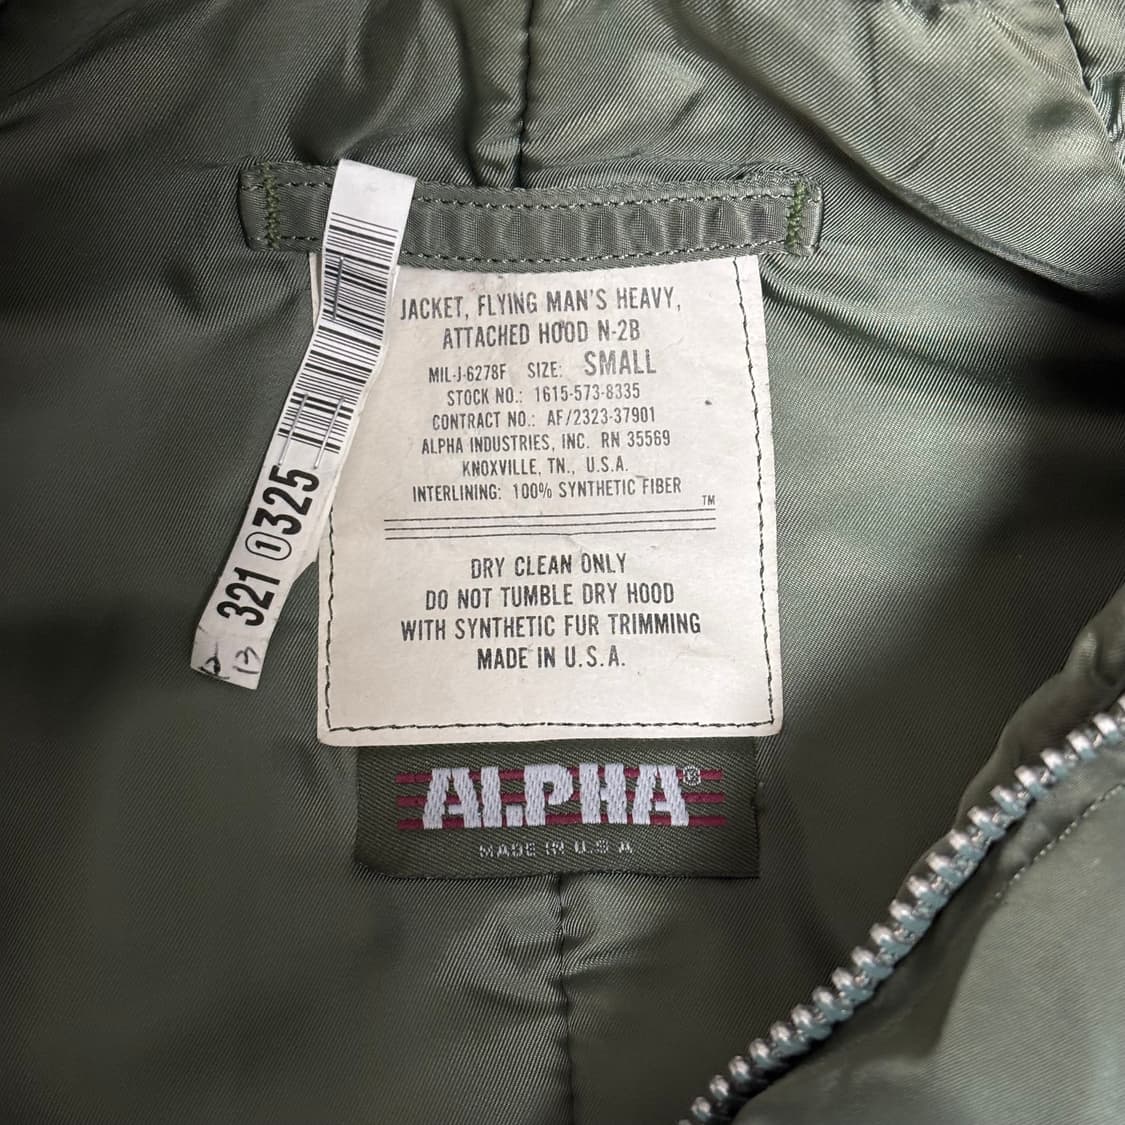 JACKET, FLYING MAN'S HEAVY,
ATTACHED HOOD N-2B
MIL-J-6278F SIZE: SMALL
STOCK NO.: 1615-573-8335
CONTRACT NO.: AF/2323-37901
ALPHA INDUSTRIES, INC. RN 35569
KNOXVILLE, TN., U.S.A.
INTERLINING: 100% SYNTHETIC FIBER
TM
DRY CLEAN ONLY
DO NOT TUMBLE DRY HOOD
WITH SYNTHETIC FUR TRIMMING
MADE IN U.S.A.
ALPHA®
MADE IN U.S.A
321①0325
13